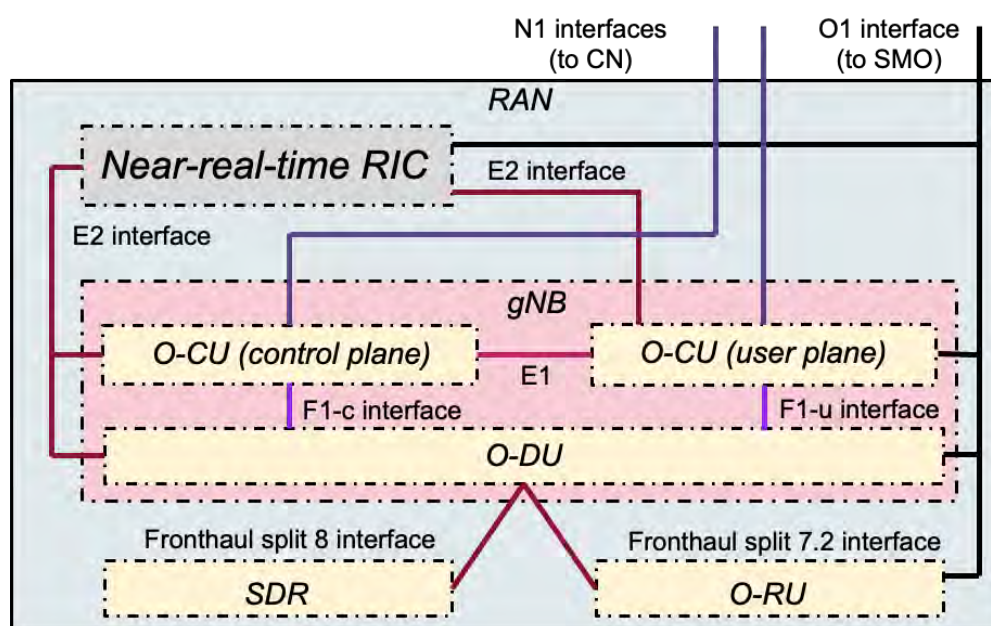 N1 interfaces
(to CN)
O1 interface
(to SMO)
RAN
Near-real-time RIC
E2 interface
E2 interface
gNB
O-CU (control plane)
E1
O-CU (user plane)
F1-c interface
F1-u interface
O-DU
Fronthaul split 8 interface
Fronthaul split 7.2 interface
SDR
O-RU